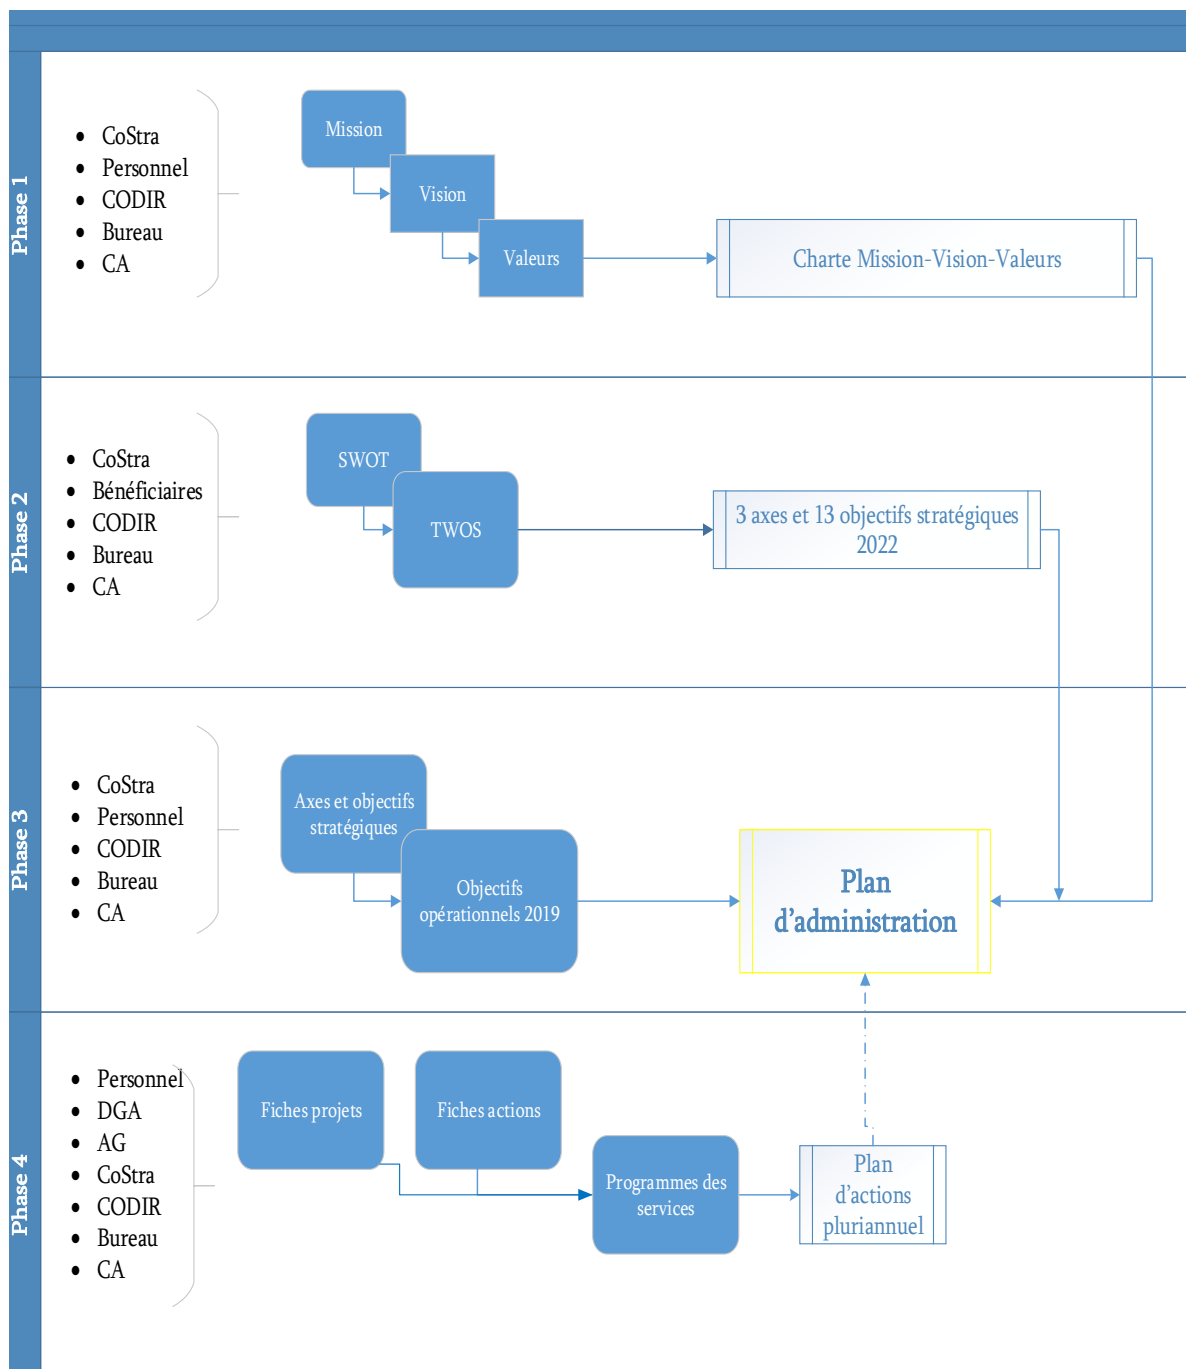 Phase 1
• CoStra
• Personnel
• CODIR
• Bureau
• CA
Mission
Vision
Valeurs
Charte Mission-Vision-Valeurs
Phase 2
• CoStra
• Bénéficiaires
• CODIR
• Bureau
• CA
SWOT
TWOS
3 axes et 13 objectifs stratégiques
2022
Phase 3
• CoStra
• Personnel
• CODIR
• Bureau
• CA
Axes et objectifs
stratégiques
Objectifs
opérationnels 2019
Plan
d’administration
Phase 4
• Personnel
• DGA
• AG
• CoStra
• CODIR
• Bureau
• CA
Fiches projets
Fiches actions
Programmes des
services
Plan
d’actions
pluriannuel